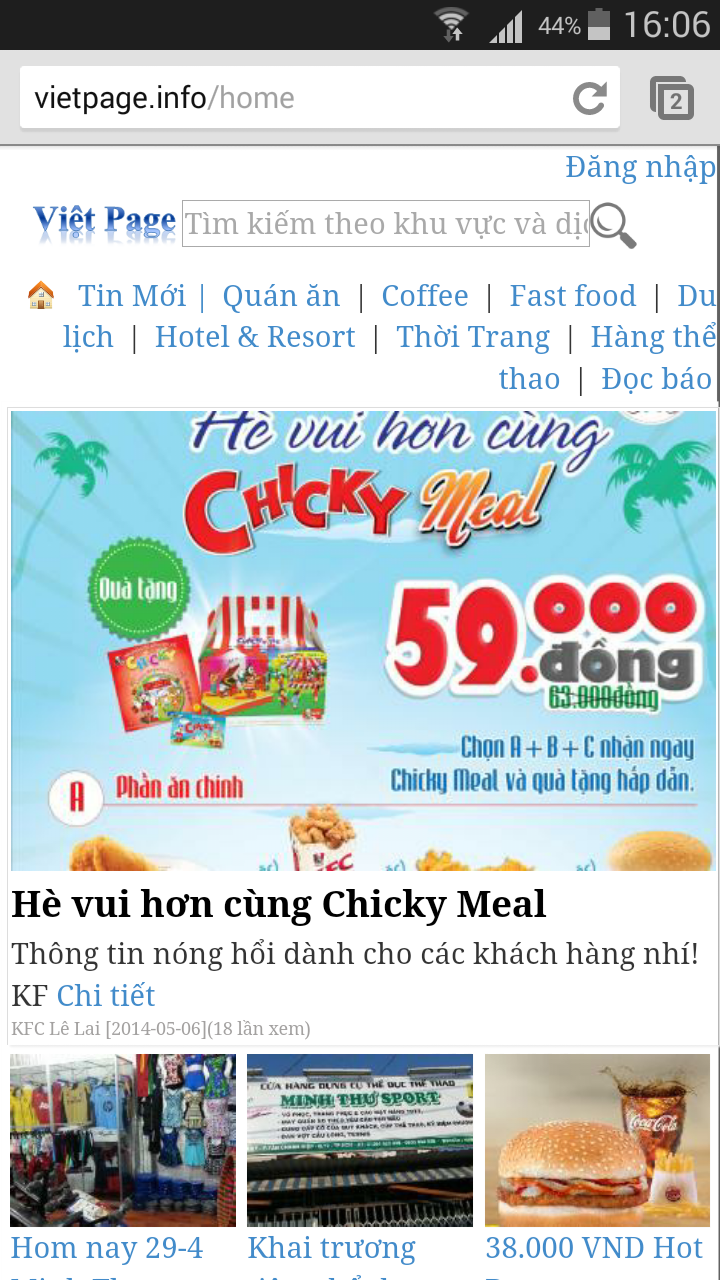 44% 16:06
vietpage.info/home
2
Đăng nhập
Việt Page Tìm kiếm theo khu vực và dịc
Tin Mới | Quán ăn | Coffee | Fast food | Du
lịch | Hotel & Resort | Thời Trang | Hàng thể
thao | Đọc báo
Hè vui hơn cùng
CHICKY Meal
Quà tặng
CHICKY
59.000
đồng
63.000đồng
Chọn A + B + C nhận ngay
Chicky Meal và quà tặng hấp dẫn.
A Phần ăn chính
Hè vui hơn cùng Chicky Meal
Thông tin nóng hổi dành cho các khách hàng nhí!
KF Chi tiết
KFC Lê Lai [2014-05-06](18 lần xem)
CỬA HÀNG DỤNG CỤ THỂ DỤC THỂ THAO
MINH THƯ SPORT
Coca-Cola
Hom nay 29-4
Khai trương
38.000 VND Hot